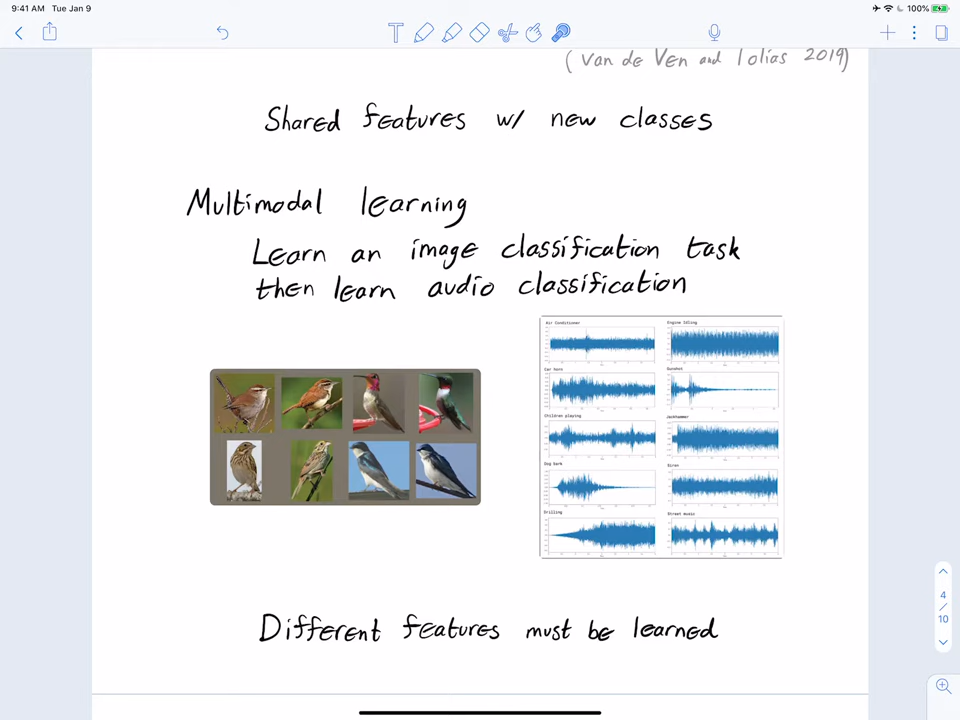 9:41 AM Tue Jan 9
100%
T
(van de Ven and Tolias 2019)
Shared features w/ new classes
Multimodal learning
Learn an image classification task
then learn audio classification
Air Conditioner
Engine Idling
Car horn
Gunshot
Children playing
Jackhammer
Dog bark
Siren
Drilling
Street music
Different features must be learned
4
/
10